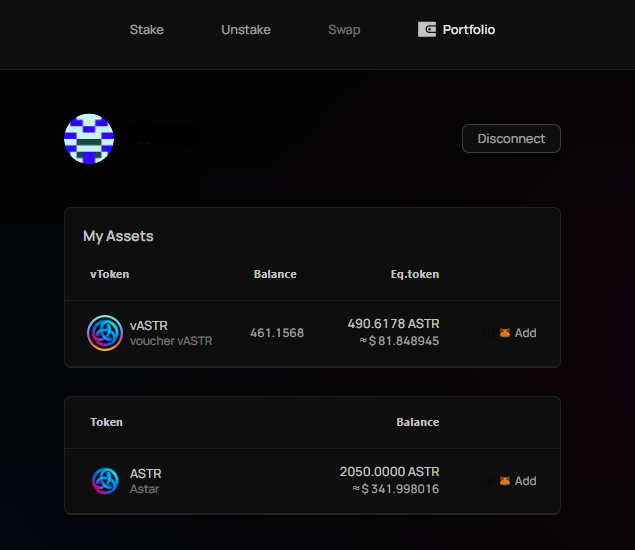 Stake Unstake Swap Portfolio
Disconnect
My Assets
vToken Balance Eq.token
vASTR 461.1568 490.6178 ASTR Add
voucher vASTR ≈$81.848945
Token Balance
ASTR 2050.0000 ASTR Add
Astar ≈$341.998016